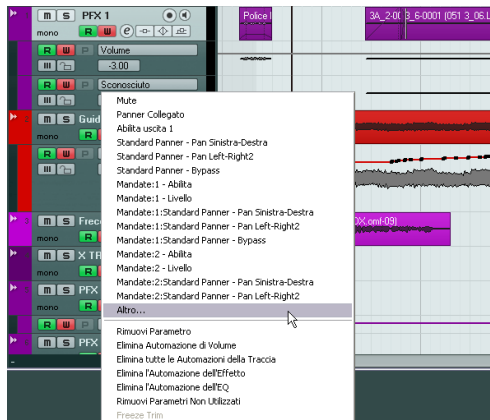 m S PFX 1
mono R W e
Police
3A_2-00
3_6-0001 (051 3_06.L
R W P Volume
-3.00
R W P Sconosciuto
Mute
Panner Collegato
Abilita uscita 1
Standard Panner - Pan Sinistra-Destra
Standard Panner - Pan Left-Right2
Standard Panner - Bypass
Mandate:1 - Abilita
Mandate:1 - Livello
Mandate:1:Standard Panner - Pan Sinistra-Destra
Mandate:1:Standard Panner - Pan Left-Right2
Mandate:1:Standard Panner - Bypass
Mandate:2 - Abilita
Mandate:2 - Livello
Mandate:2:Standard Panner - Pan Sinistra-Destra
Mandate:2:Standard Panner - Pan Left-Right2
Altro...
Rimuovi Parametro
Elimina Automazione di Volume
Elimina tutte le Automazioni della Traccia
Elimina l'Automazione dell'Effetto
Elimina l'Automazione dell'EQ
Rimuovi Parametri Non Utilizzati
Freeze Trim
m S Guid
mono R
R W P
m S Frec
mono R
OX.omf-09)
m S X TR
mono R
m S PFX
mono R
R W P
m S PFX